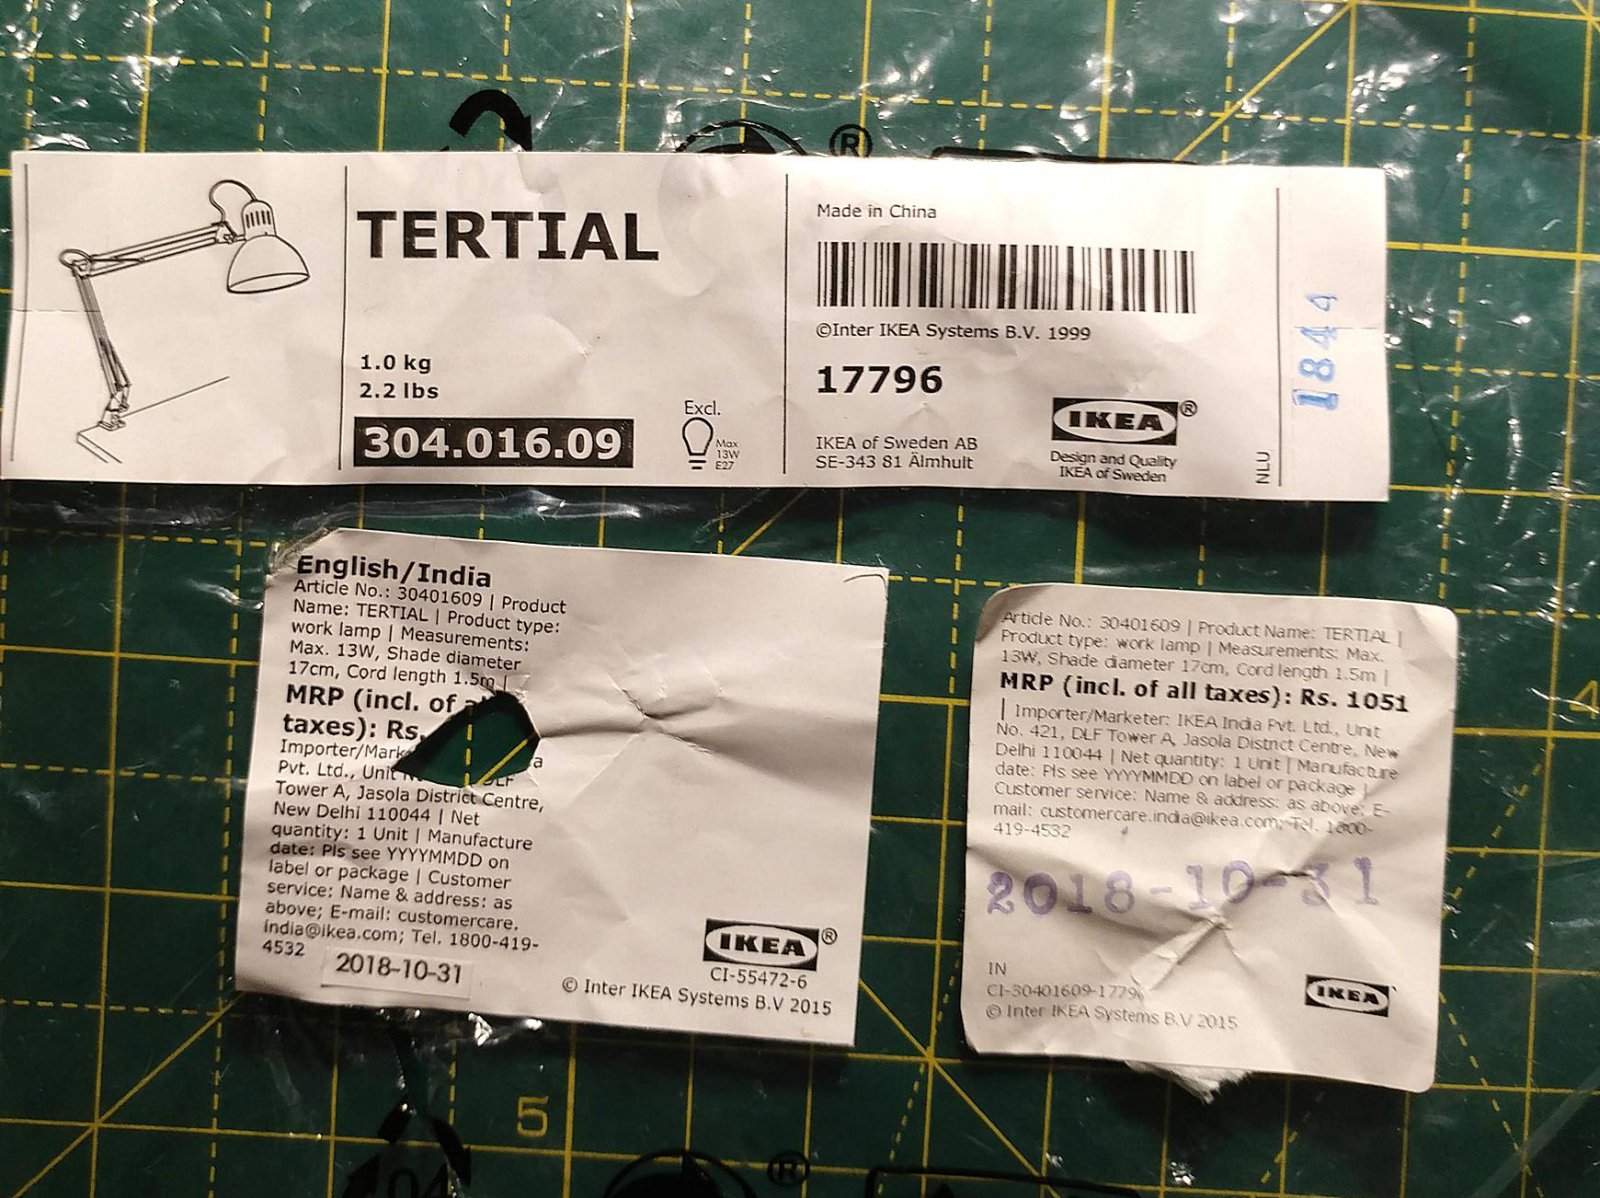 ®
TERTIAL
1.0 kg
2.2 lbs
304.016.09
Excl.
Max
13W
E27
Made in China
©Inter IKEA Systems B.V. 1999
17796
IKEA of Sweden AB
SE-343 81 Älmhult
IKEA®
Design and Quality
IKEA of Sweden
NLU
1844
English/India
Article No.: 30401609 | Product
Name: TERTIAL | Product type:
work lamp | Measurements:
Max. 13W, Shade diameter
17cm, Cord length 1.5m |
MRP (incl. of
taxes): Rs.
Importer/Mark
Pvt. Ltd., Unit DLF
Tower A, Jasola District Centre,
New Delhi 110044 | Net
quantity: 1 Unit | Manufacture
date: Pls see YYYYMMDD on
label or package | Customer
service: Name & address: as
above; E-mail: customercare.
india@ikea.com; Tel. 1800-419-
4532
2018-10-31
IKEA®
CI-55472-6
© Inter IKEA Systems B.V 2015
Article No.: 30401609 | Product Name: TERTIAL |
Product type: work lamp | Measurements: Max.
13W, Shade diameter 17cm, Cord length 1.5m |
MRP (incl. of all taxes): Rs. 1051
| Importer/Marketer: IKEA India Pvt. Ltd., Unit
No. 421, DLF Tower A, Jasola District Centre, New
Delhi 110044 | Net quantity: 1 Unit | Manufacture
date: Pls see YYYYMMDD on label or package |
Customer service: Name & address: as above; E-
mail: customercare.india@ikea.com; Tel. 1800-
419-4532
2018-10-31
IN
CI-30401609-1779
© Inter IKEA Systems B.V 2015
IKEA
4
5
04
®